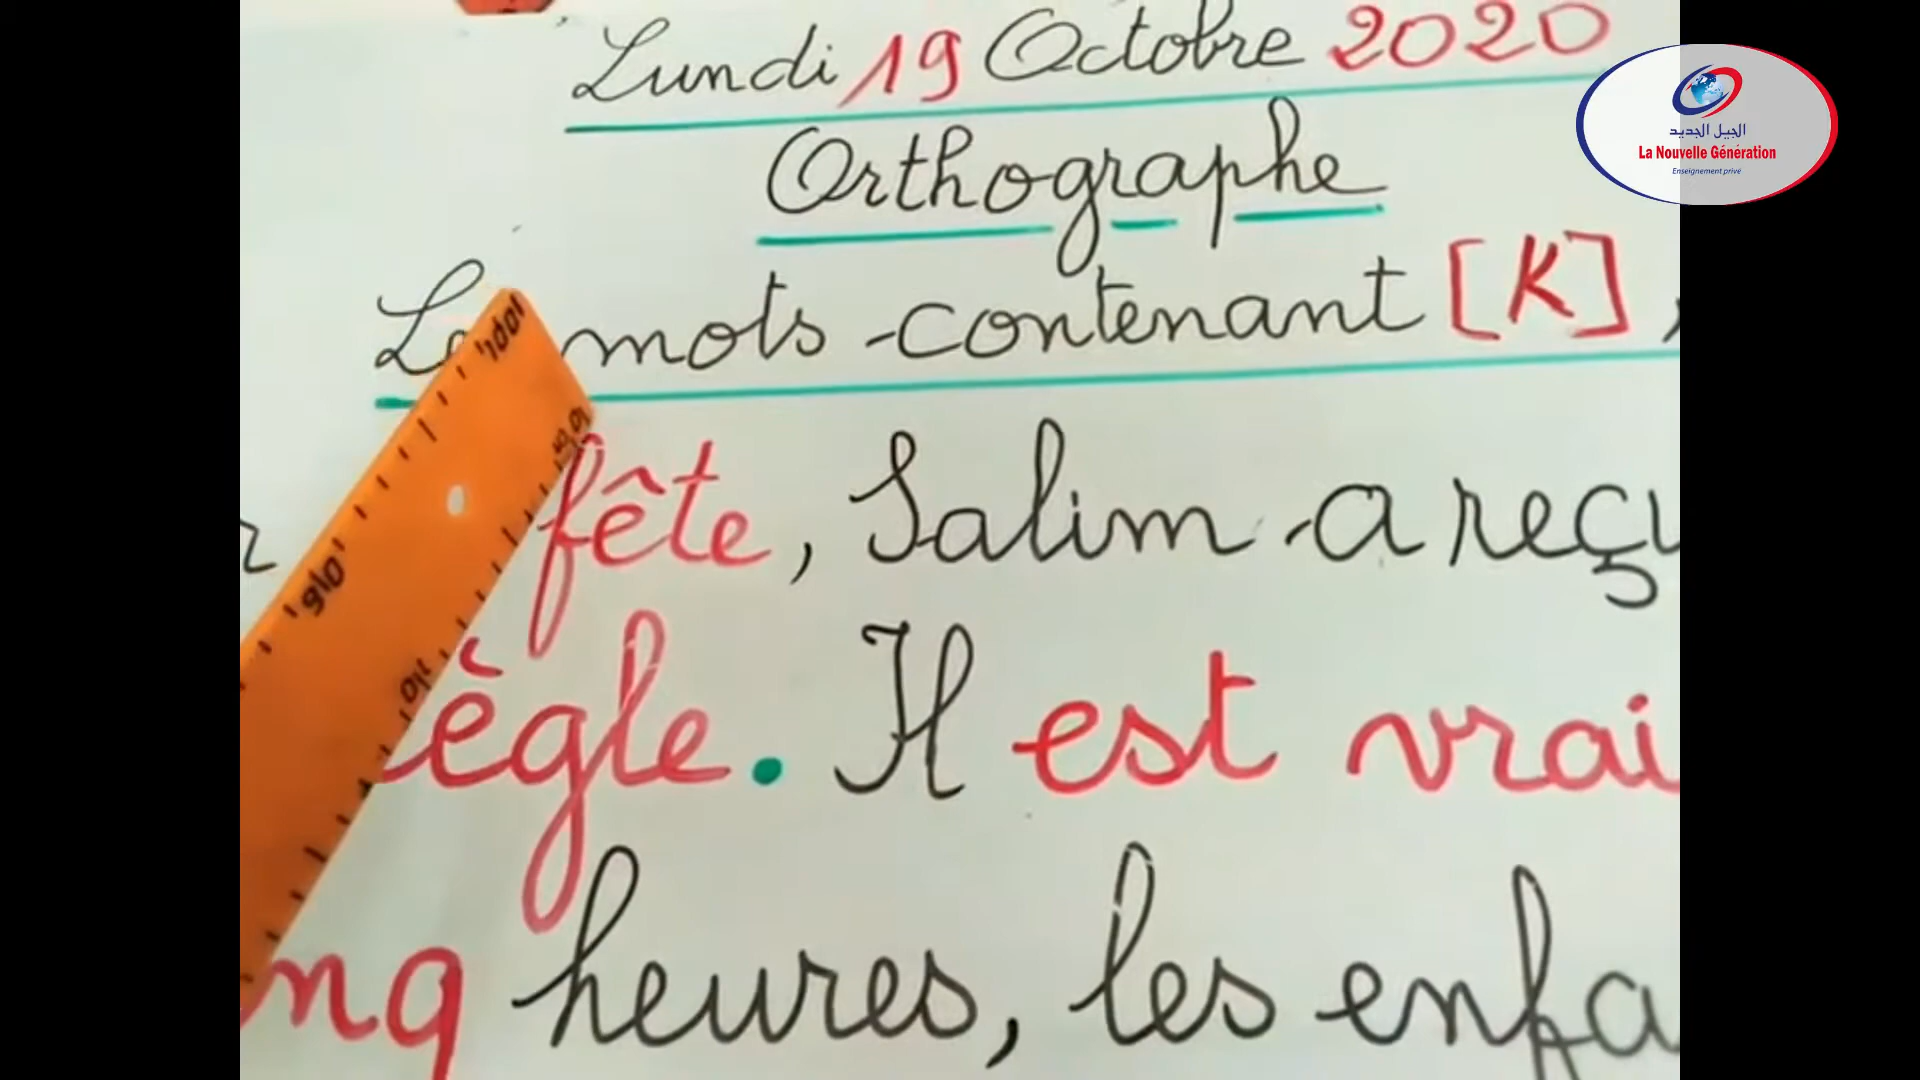 Lundi 19 Octobre 2020
Orthographe
mots contenant [K]
fête, Salim a reçu
ègle. Il est vrai
nq heures, les enfa
الجيل الجديد
La Nouvelle Génération
Enseignement privé